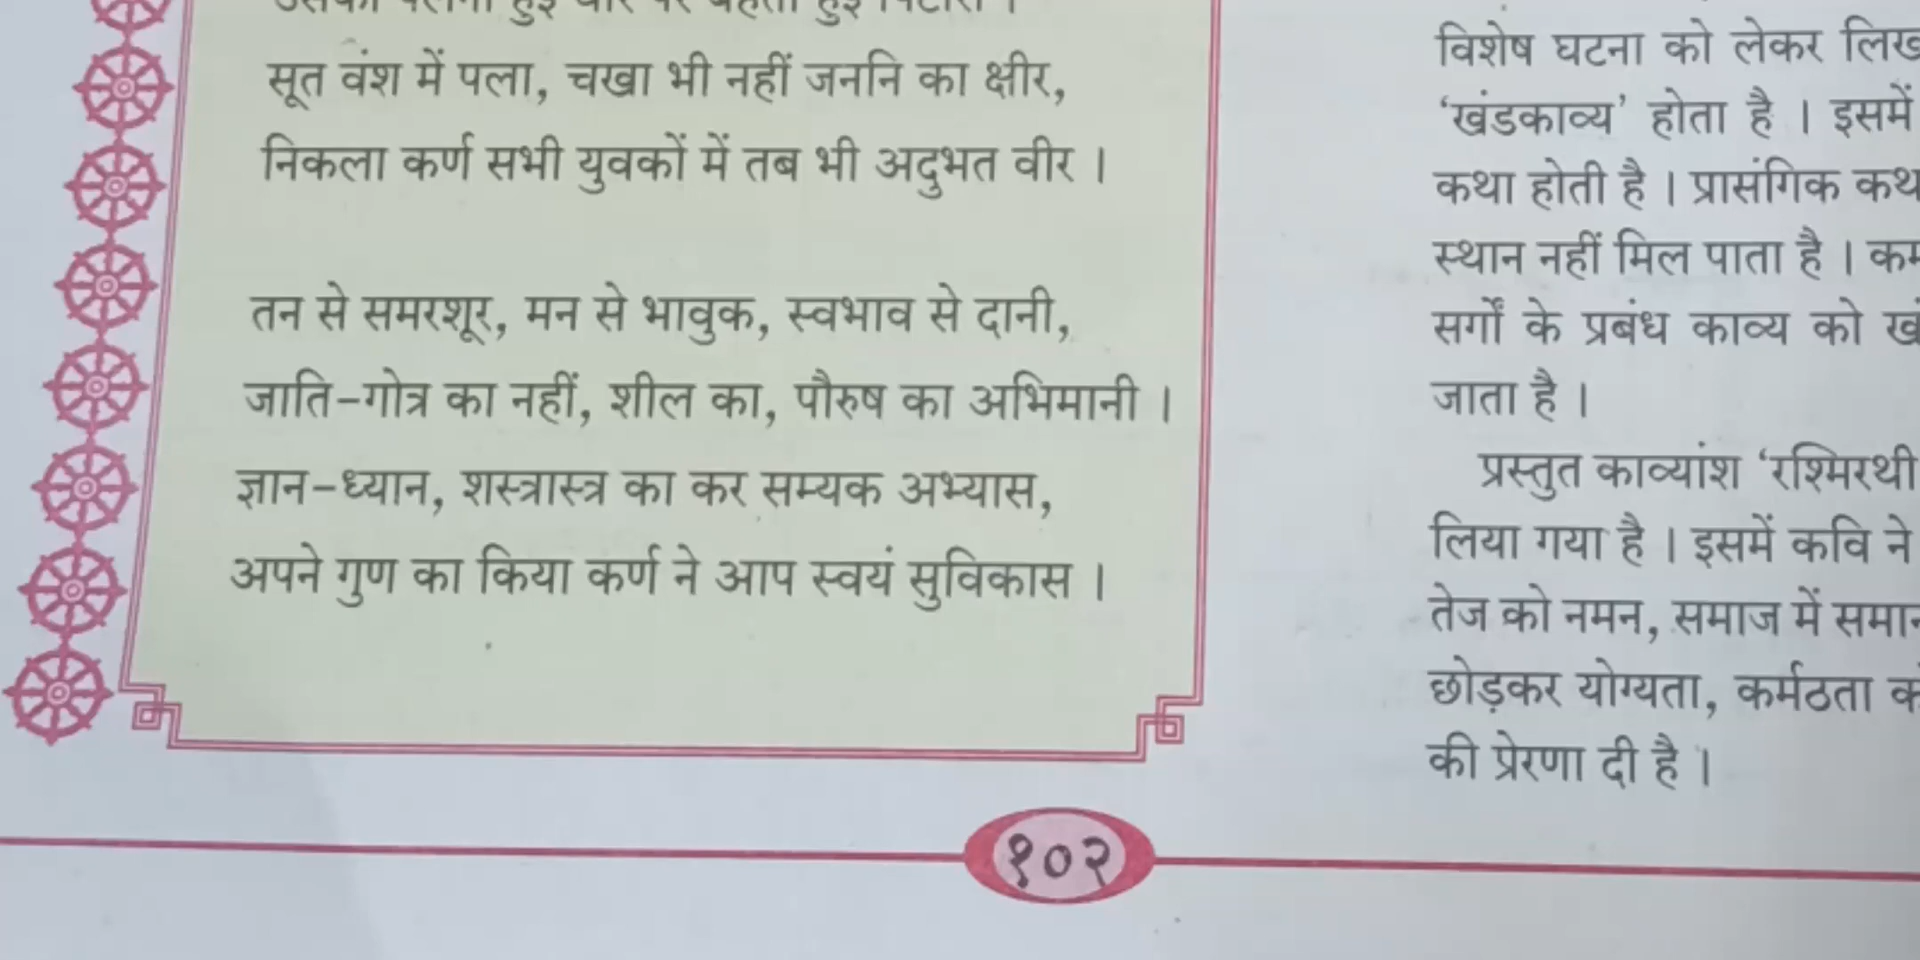 सूत वंश में पला, चखा भी नहीं जननि का क्षीर,
निकला कर्ण सभी युवकों में तब भी अदुभत वीर ।
तन से समरशूर, मन से भावुक, स्वभाव से दानी,
जाति-गोत्र का नहीं, शील का, पौरुष का अभिमानी ।
ज्ञान-ध्यान, शस्त्रास्त्र का कर सम्यक अभ्यास,
अपने गुण का किया कर्ण ने आप स्वयं सुविकास ।
विशेष घटना को लेकर
‘खंडकाव्य’ होता है । इसमें
कथा होती है । प्रासंगिक
स्थान नहीं मिल पाता है ।
सर्गों के प्रबंध काव्य को
जाता है ।
प्रस्तुत काव्यांश ‘रश्मिरथी
लिया गया है । इसमें कवि ने
तेज को नमन, समाज में
छोड़कर योग्यता, कर्मठता
की प्रेरणा दी है ।
१०२